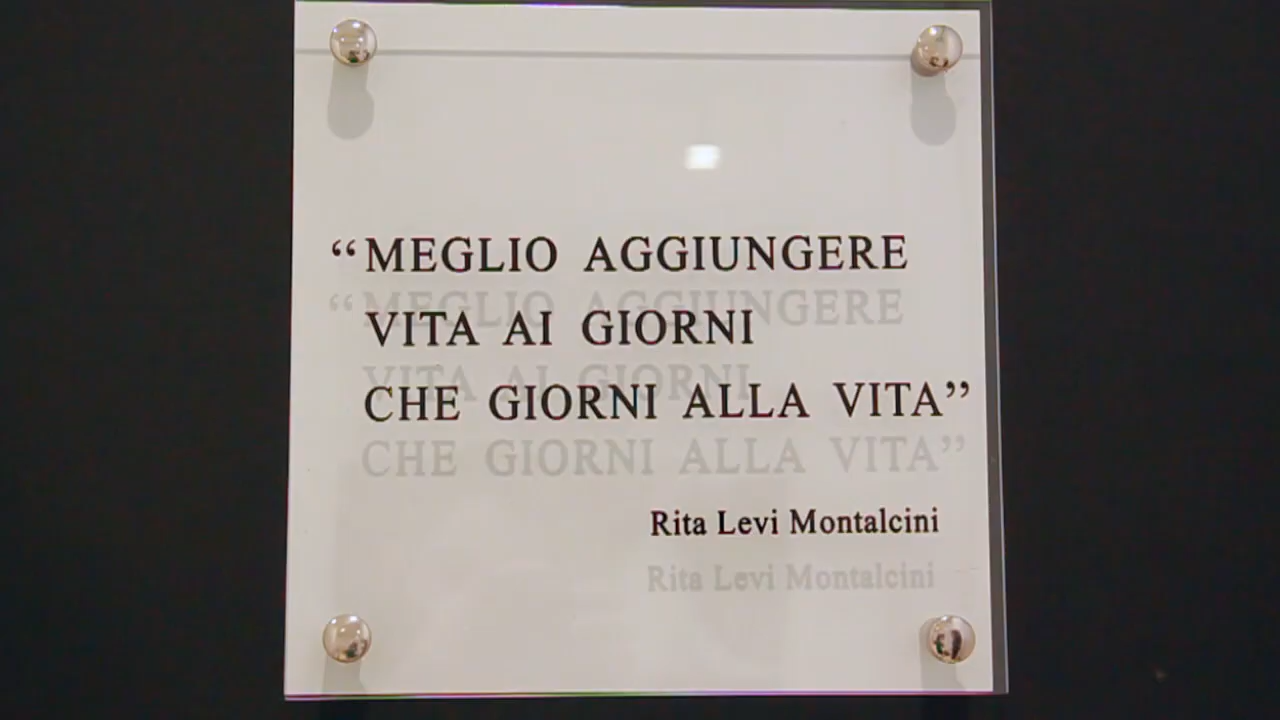 “MEGLIO AGGIUNGERE
VITA AI GIORNI
CHE GIORNI ALLA VITA”
Rita Levi Montalcini